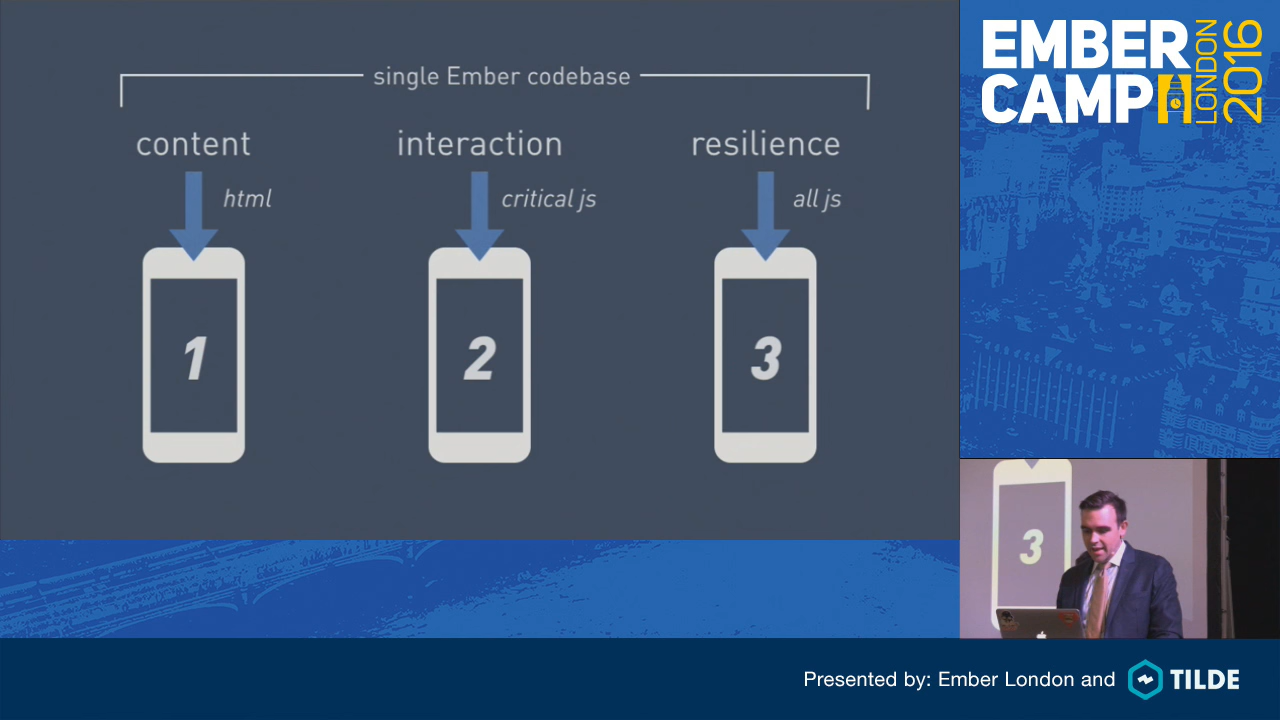 single Ember codebase
content
interaction
resilience
html
critical js
all js
1
2
3
EMBER
CAMP
LONDON
2016
3
Presented by: Ember London and TILDE